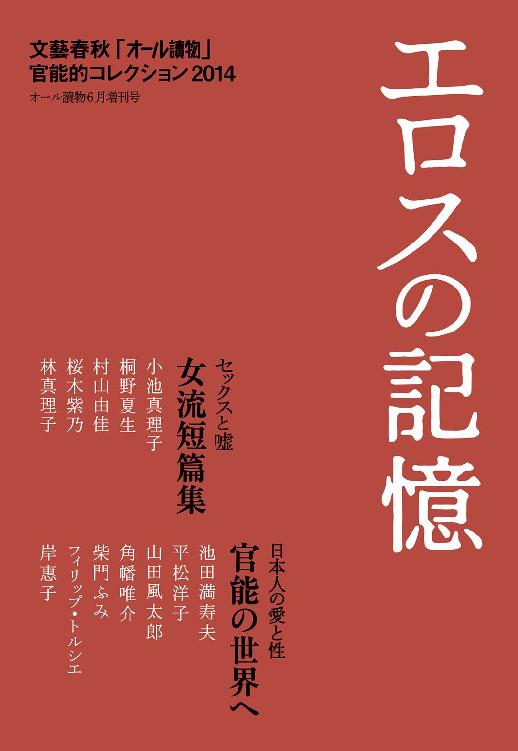 文藝春秋「オール讀物」
官能的コレクション2014
オール讀物6月増刊号
エロスの記憶
セックスと嘘
女流短篇集
小池真理子
桐野夏生
村山由佳
桜木紫乃
林真理子
日本人の愛と性
官能の世界へ
池田満寿夫
平松洋子
山田風太郎
角幡唯介
柴門ふみ
フィリップ・トルシエ
岸惠子